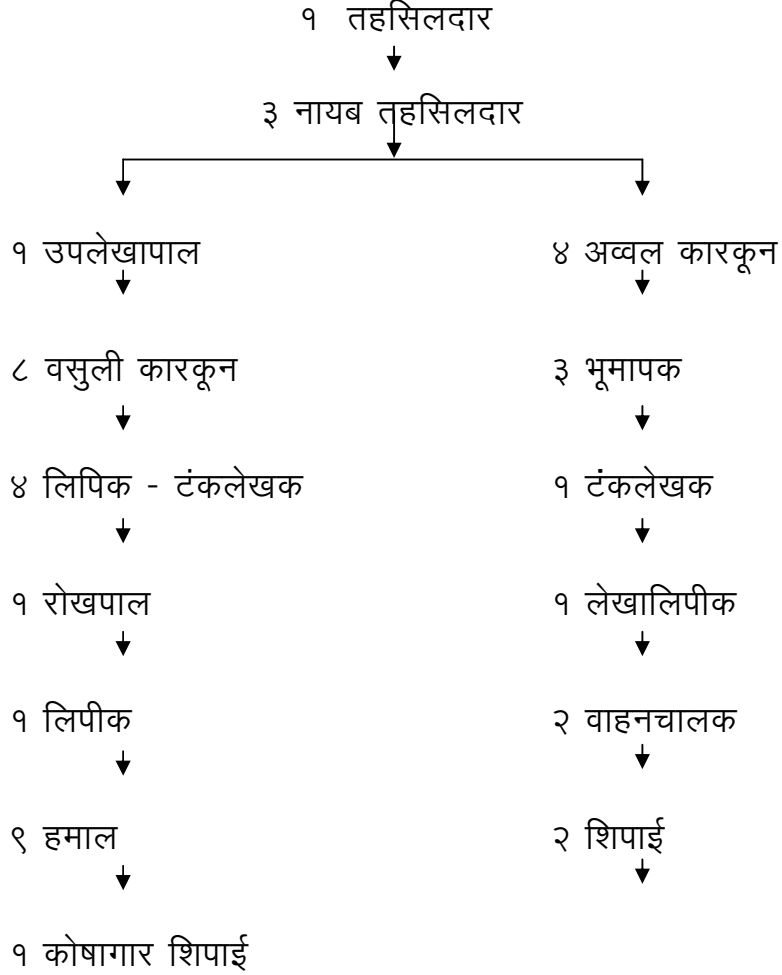 १ तहसिलदार
३ नायब तहसिलदार
१ उपलेखापाल
४ अव्वल कारकून
८ वसुली कारकून
३ भूमापक
४ लिपिक - टंकलेखक
१ टंकलेखक
१ रोखपाल
१ लेखालिपीक
१ लिपीक
२ वाहनचालक
९ हमाल
२ शिपाई
१ कोषागार शिपाई